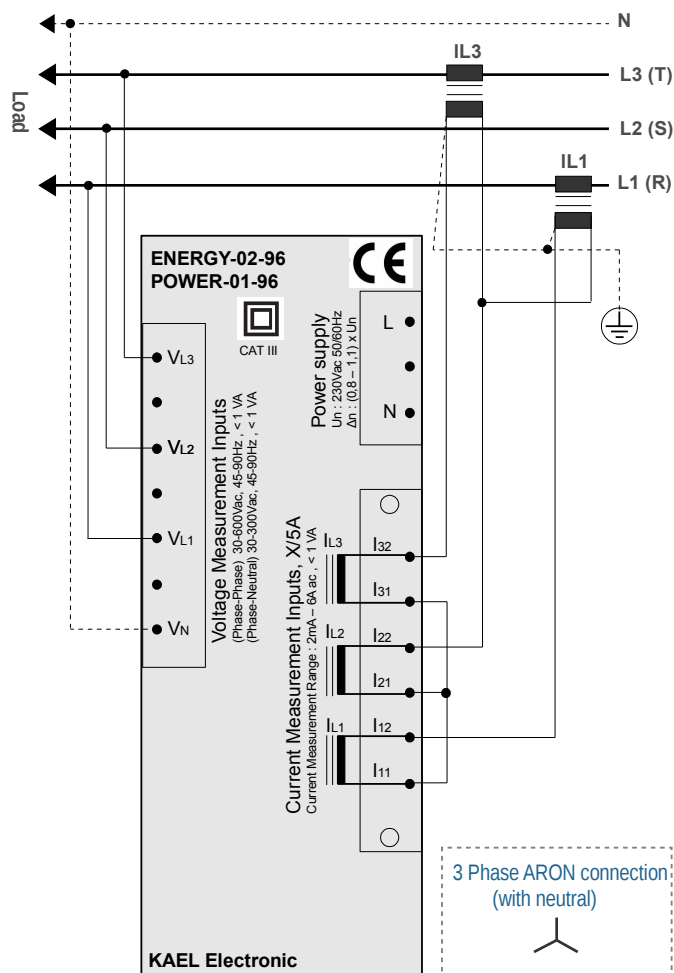 N
IL3
L3 (T)
Load
L2 (S)
IL1
L1 (R)
ENERGY-02-96
POWER-01-96
CE
CAT III
VL3
VL2
VL1
VN
Voltage Measurement Inputs
(Phase-Phase) 30-600Vac, 45-90Hz , < 1 VA
(Phase-Neutral) 30-300Vac, 45-90Hz , < 1 VA
Power supply
Un : 230Vac 50/60Hz
Δn : (0,8 – 1,1) x Un
L
N
Current Measurement Inputs, X/5A
Current Measurement Range : 2mA – 6A ac , < 1 VA
IL3
I32
I31
IL2
I22
I21
IL1
I12
I11
3 Phase ARON connection
(with neutral)
KAEL Electronic